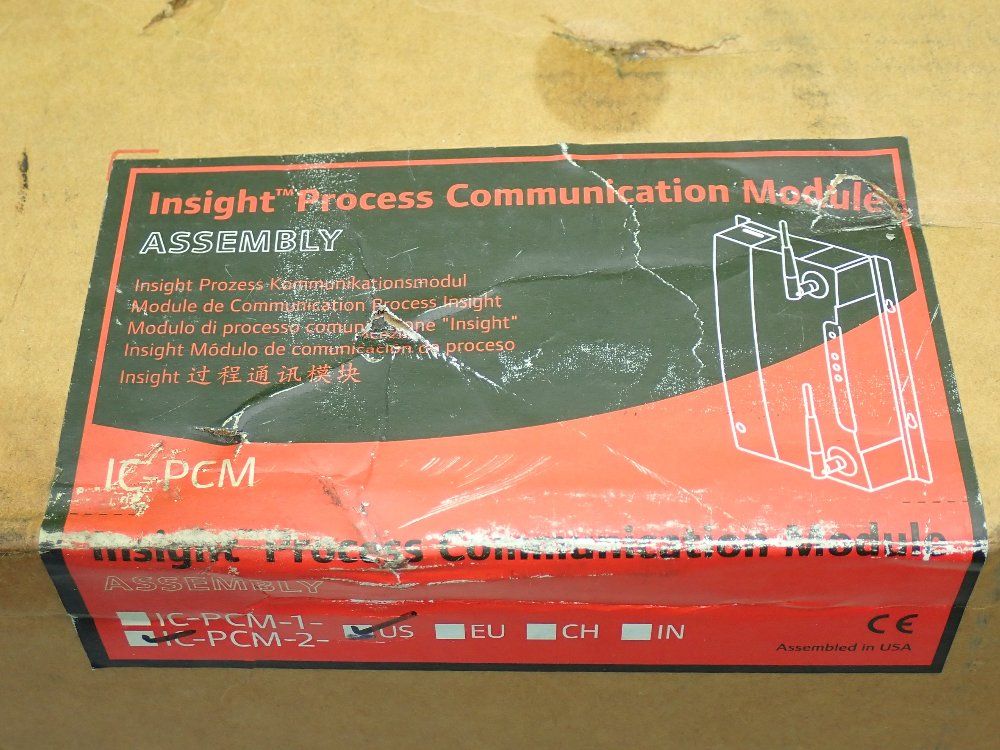 Insight™ Process Communication Module
ASSEMBLY
Insight Prozess Kommunikationsmodul
Module de Communication Process Insight
Modulo di processo comunicazione "Insight"
Insight Módulo de comunicación de proceso
Insight 过程通讯模块
IC-PCM
Insight™ Process Communication Module
ASSEMBLY
IC-PCM-1-
IC-PCM-2- US EU CH IN
CE
Assembled in USA